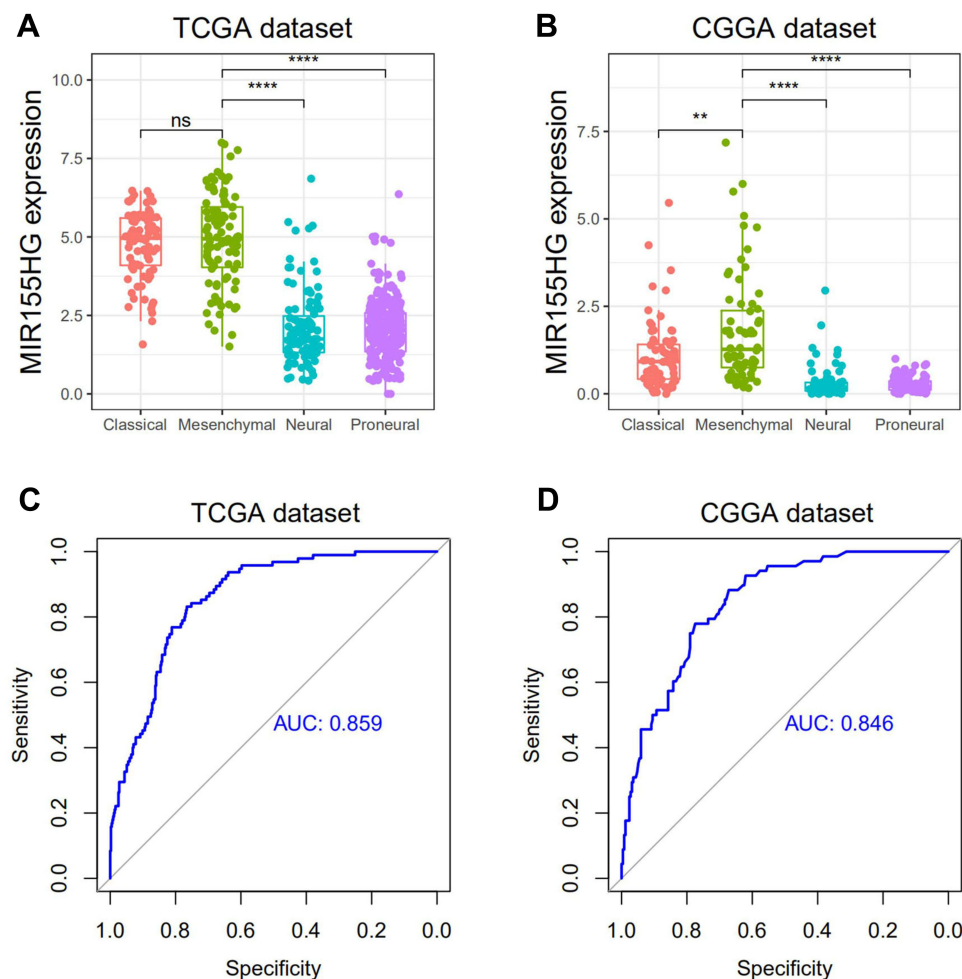 A
TCGA dataset
MIR155HG expression
10.0
7.5
5.0
2.5
0.0
ns
****
****
Classical
Mesenchymal
Neural
Proneural
B
CGGA dataset
MIR155HG expression
7.5
5.0
2.5
0.0
**
****
****
Classical
Mesenchymal
Neural
Proneural
C
TCGA dataset
Sensitivity
1.0
0.8
0.6
0.4
0.2
0.0
AUC: 0.859
1.0 0.8 0.6 0.4 0.2 0.0
Specificity
D
CGGA dataset
Sensitivity
1.0
0.8
0.6
0.4
0.2
0.0
AUC: 0.846
1.0 0.8 0.6 0.4 0.2 0.0
Specificity